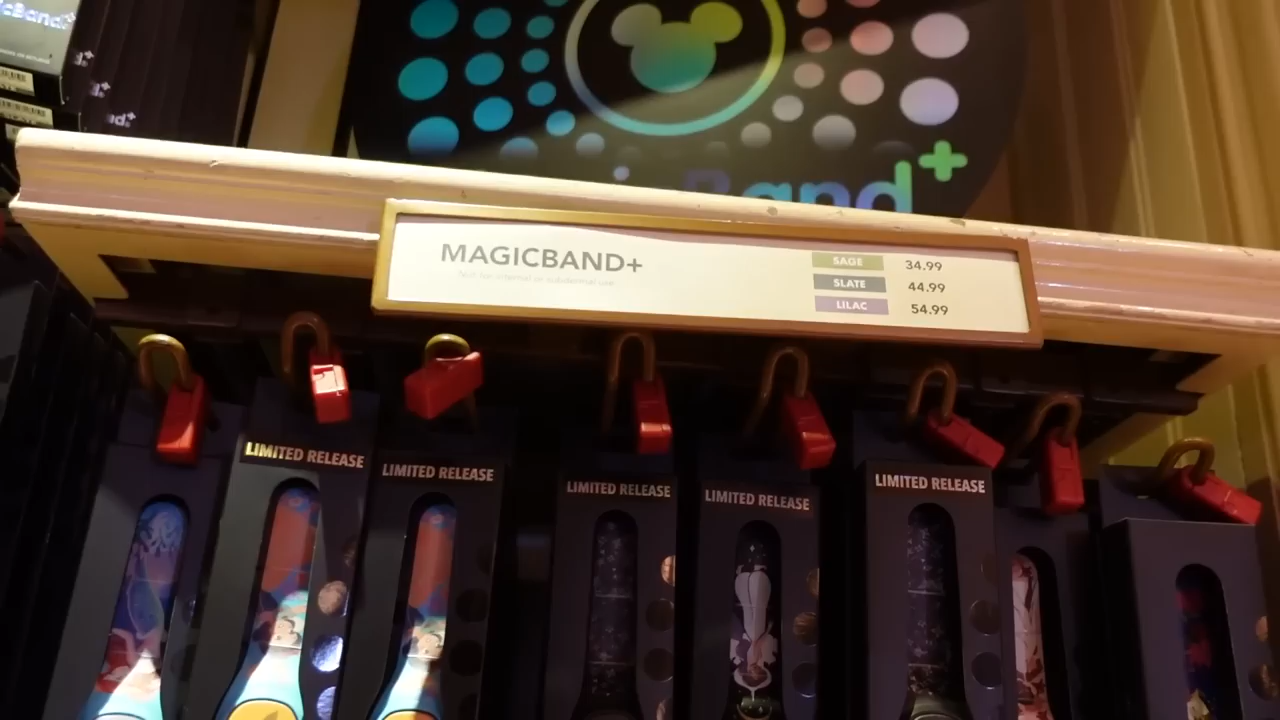 Band+
MAGICBAND+
SAGE 34.99
SLATE 44.99
LILAC 54.99
LIMITED RELEASE
LIMITED RELEASE
LIMITED RELEASE
LIMITED RELEASE
LIMITED RELEASE